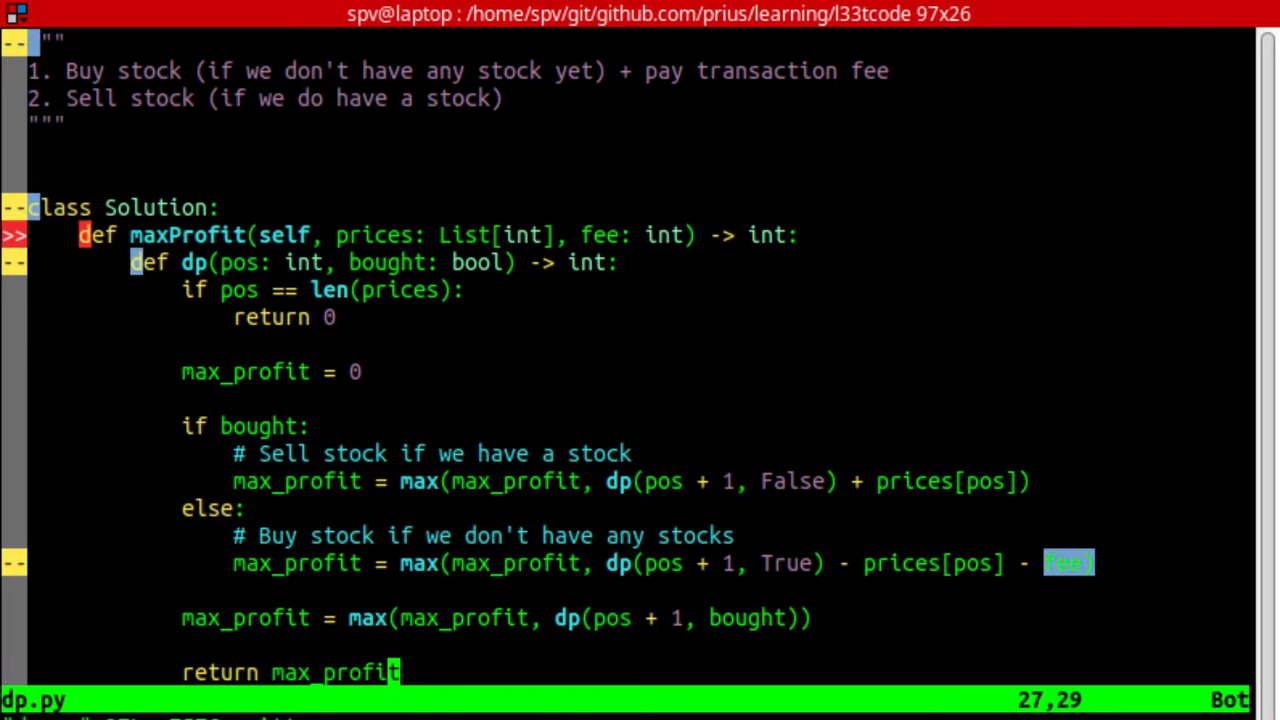 spv@laptop : /home/spv/git/github.com/prius/learning/l33tcode 97x26
--"""
1. Buy stock (if we don't have any stock yet) + pay transaction fee
2. Sell stock (if we do have a stock)
"""
--class Solution:
>>    def maxProfit(self, prices: List[int], fee: int) -> int:
--        def dp(pos: int, bought: bool) -> int:
            if pos == len(prices):
                return 0
            max_profit = 0
            if bought:
                # Sell stock if we have a stock
                max_profit = max(max_profit, dp(pos + 1, False) + prices[pos])
            else:
                # Buy stock if we don't have any stocks
--                max_profit = max(max_profit, dp(pos + 1, True) - prices[pos] - fee)
            max_profit = max(max_profit, dp(pos + 1, bought))
            return max_profit
dp.py 27,29 Bot